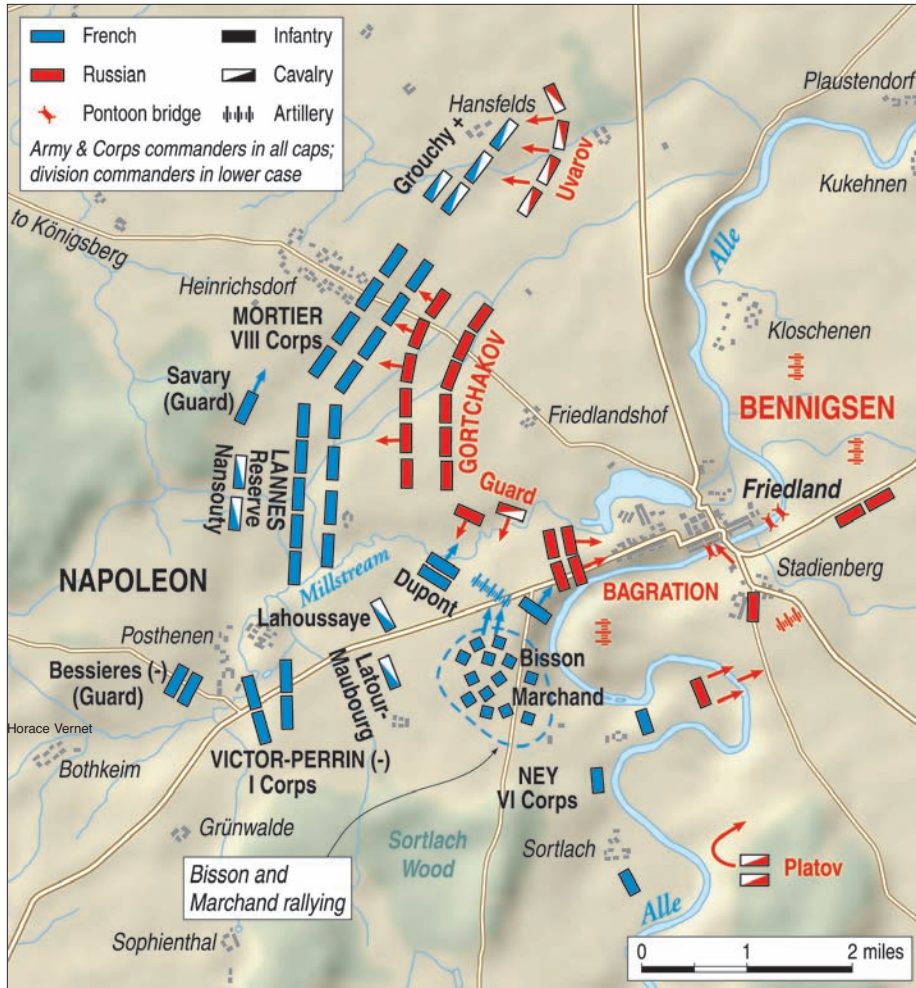 French
Infantry
Russian
Cavalry
Pontoon bridge
Artillery
Army & Corps commanders in all caps;
division commanders in lower case
Plaustendorf
Hansfelds
Grouchy +
Uvarov
Kukehnen
to Königsberg
Alle
Heinrichsdorf
MORTIER
VIII Corps
Kloschenen
Savary
(Guard)
GORTCHAKOV
Friedlandshof
BENNIGSEN
LANNES
Reserve
Nansouty
Guard
Friedland
NAPOLEON
Millstream
Dupont
Stadienberg
BAGRATION
Lahoussaye
Posthenen
Bessieres (-)
(Guard)
Latour-
Maubourg
Bisson
Marchand
Horace Vernet
Bothkeim
VICTOR-PERRIN (-)
I Corps
NEY
VI Corps
Grünwalde
Sortlach
Wood
Sortlach
Platov
Bisson and
Marchand rallying
Alle
Sophienthal
0 1 2 miles